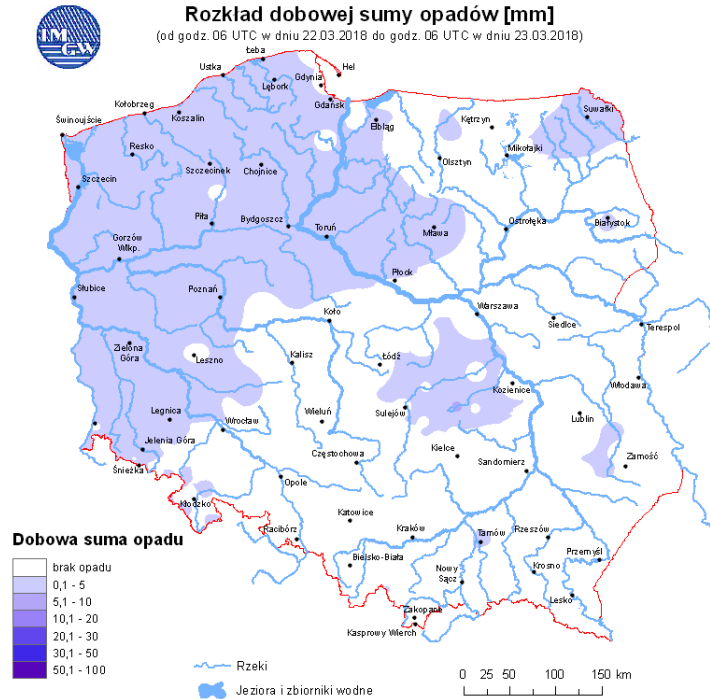 Rozkład dobowej sumy opadów [mm]
(od godz. 06 UTC w dniu 22.03.2018 do godz. 06 UTC w dniu 23.03.2018)
IM
GW
Łeba
Hel
Ustka
Gdynia
Lębork
Gdańsk
Kołobrzeg
Koszalin
Suwałki
Świnoujście
Elbląg
Kętrzyn
Resko
Mikołajki
Szczecinek
Chojnice
Olsztyn
Szczecin
Piła
Bydgoszcz
Toruń
Mława
Ostrołęka
Białystok
Gorzów
Wlkp.
Płock
Słubice
Poznań
Koło
Warszawa
Siedlce
Terespol
Zielona
Góra
Leszno
Kalisz
Łódź
Kozienice
Włodawa
Legnica
Wrocław
Wieluń
Sulejów
Lublin
Jelenia Góra
Śnieżka
Częstochowa
Kielce
Sandomierz
Zamość
Opole
Kłodzko
Katowice
Racibórz
Kraków
Tarnów
Rzeszów
Przemyśl
Bielsko-Biała
Nowy
Sącz
Krosno
Lesko
Zakopane
Kasprowy Wierch
Dobowa suma opadu
brak opadu
0,1 - 5
5,1 - 10
10,1 - 20
20,1 - 30
30,1 - 50
50,1 - 100
Rzeki
Jeziora i zbiorniki wodne
0 25 50 100 150 km